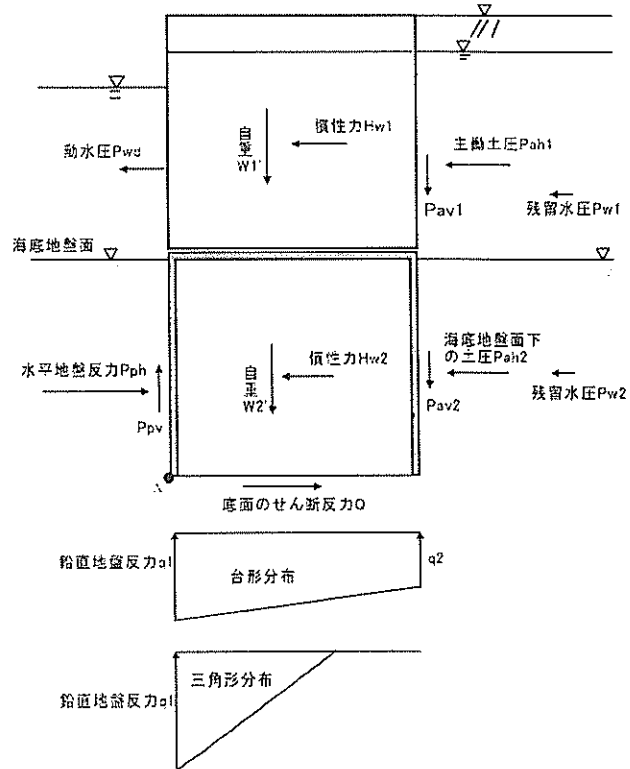 自重W1'
慣性力Hw1
動水圧Pwd
主働土圧Pah1
Pav1
残留水圧Pw1
海底地盤面
水平地盤反力Pph
Ppv
自重W2'
慣性力Hw2
海底地盤面下
の土圧Pah2
Pav2
残留水圧Pw2
A
底面のせん断反力Q
鉛直地盤反力q1
台形分布
q2
三角形分布
鉛直地盤反力q1